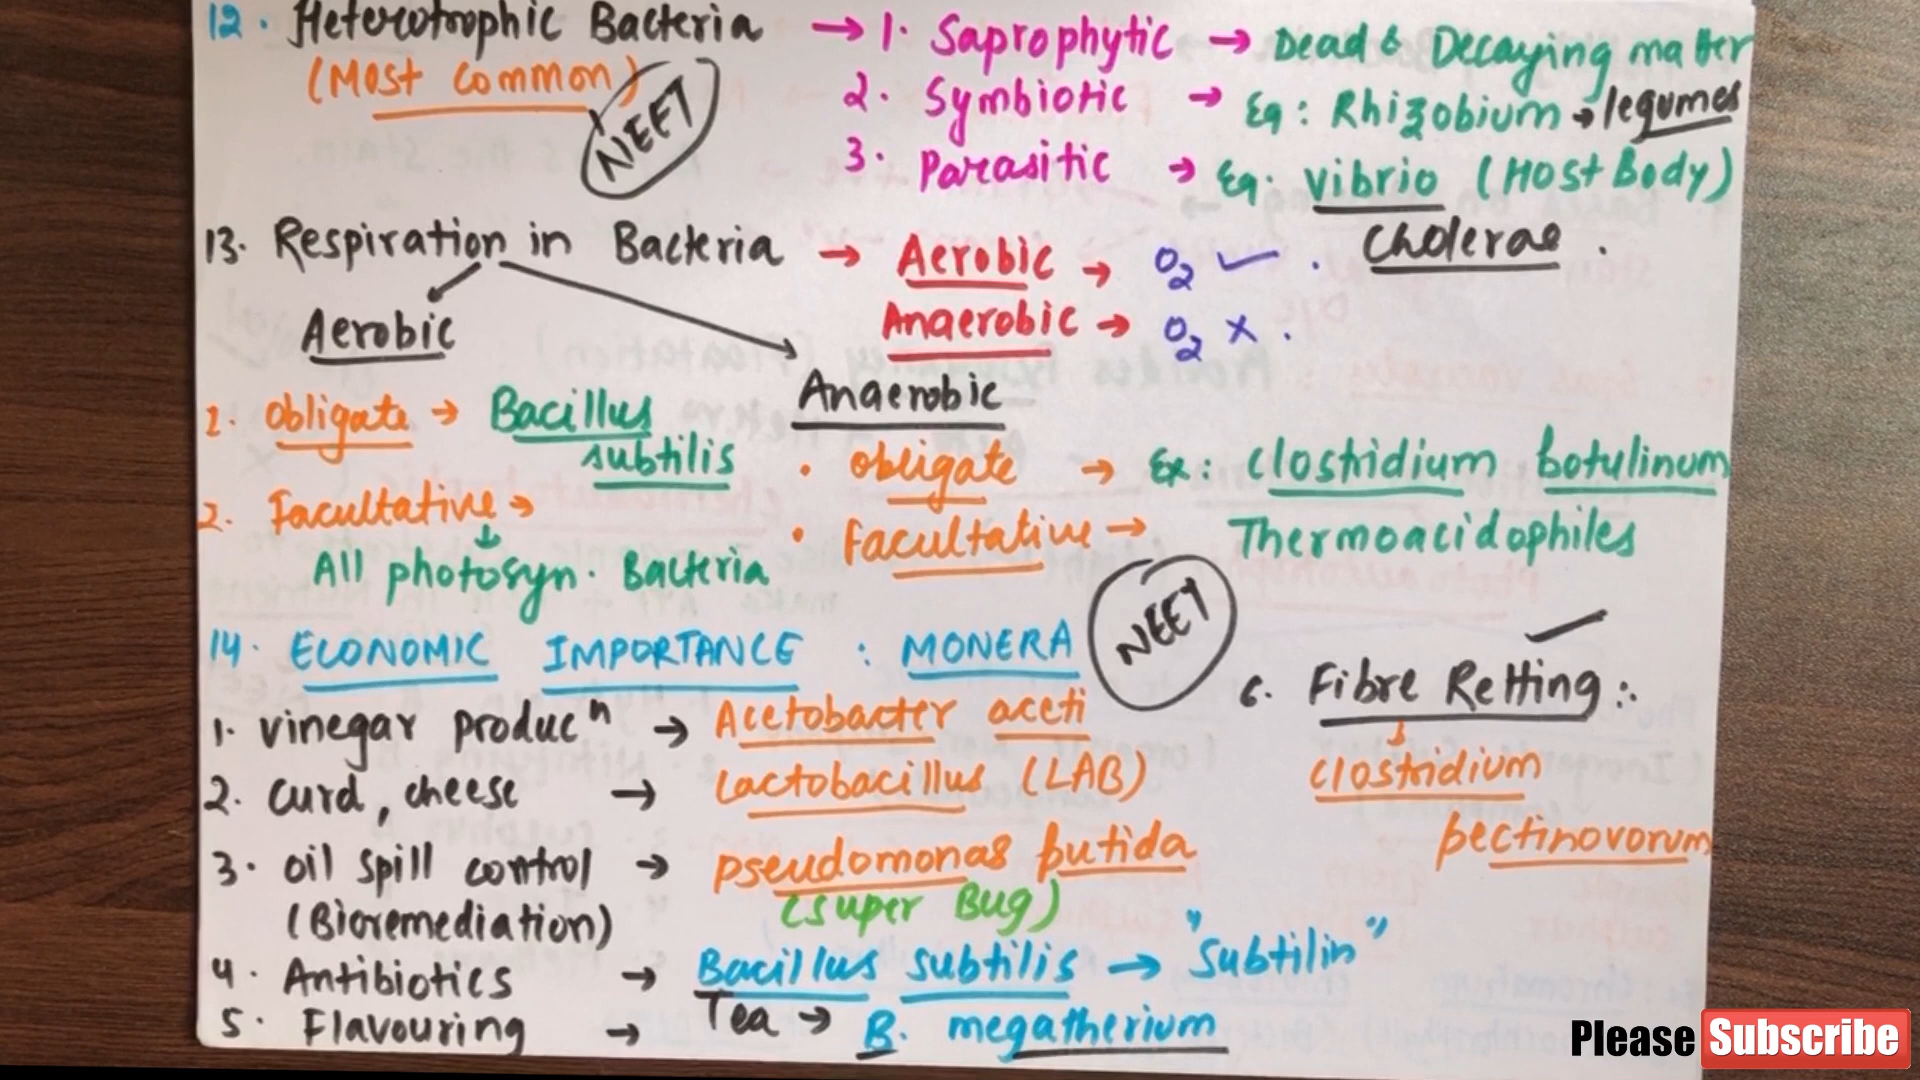 12. Heterotrophic Bacteria → 1. Saprophytic → Dead & Decaying matter
(Most common) NEET
2. Symbiotic → Eg: Rhizobium → legumes
3. Parasitic → Eg. Vibrio (Host Body)
Cholerae.
13. Respiration in Bacteria → Aerobic → O2 ✓.
Anaerobic → O2 x.
Aerobic
Anaerobic
1. Obligate → Bacillus
subtilis
2. Facultative →
↓
All photosyn. Bacteria
• obligate → Ex: Clostridium botulinum
• facultative → Thermoacidophiles
14. ECONOMIC IMPORTANCE : MONERA NEET
1. vinegar producn → Acetobacter aceti
2. curd, cheese → Lactobacillus (LAB)
3. oil spill control → pseudomonas putida
(Bioremediation) (super Bug)
4. Antibiotics → Bacillus subtilis → "Subtilin"
5. Flavouring → Tea → B. megatherium
6. Fibre Retting :.
↓
Clostridium
pectinovorum
Please Subscribe